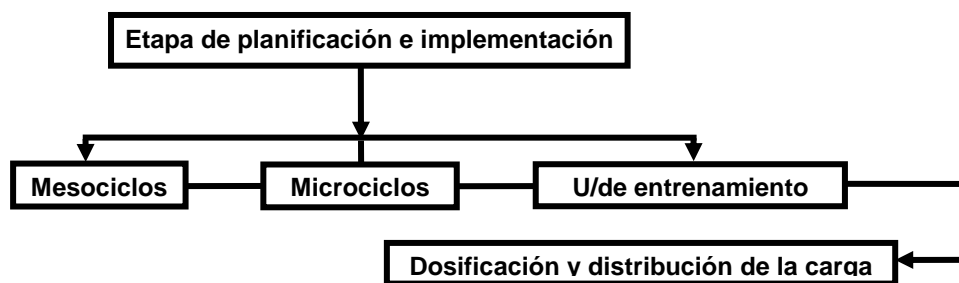 Etapa de planificación e implementación
Mesociclos
Microciclos
U/de entrenamiento
Dosificación y distribución de la carga